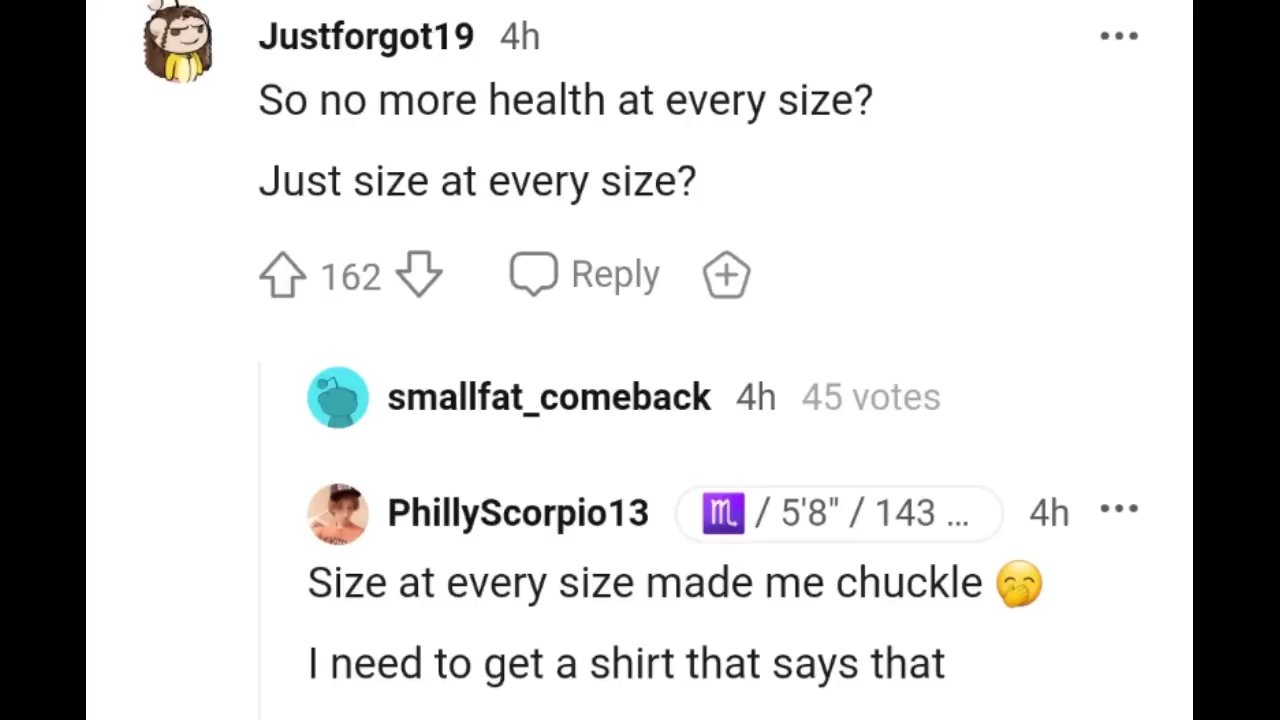 Justforgot19 4h
So no more health at every size?
Just size at every size?
162 Reply
smallfat_comeback 4h 45 votes
PhillyScorpio13 ♏ / 5'8" / 143 ... 4h
Size at every size made me chuckle 🤭
I need to get a shirt that says that